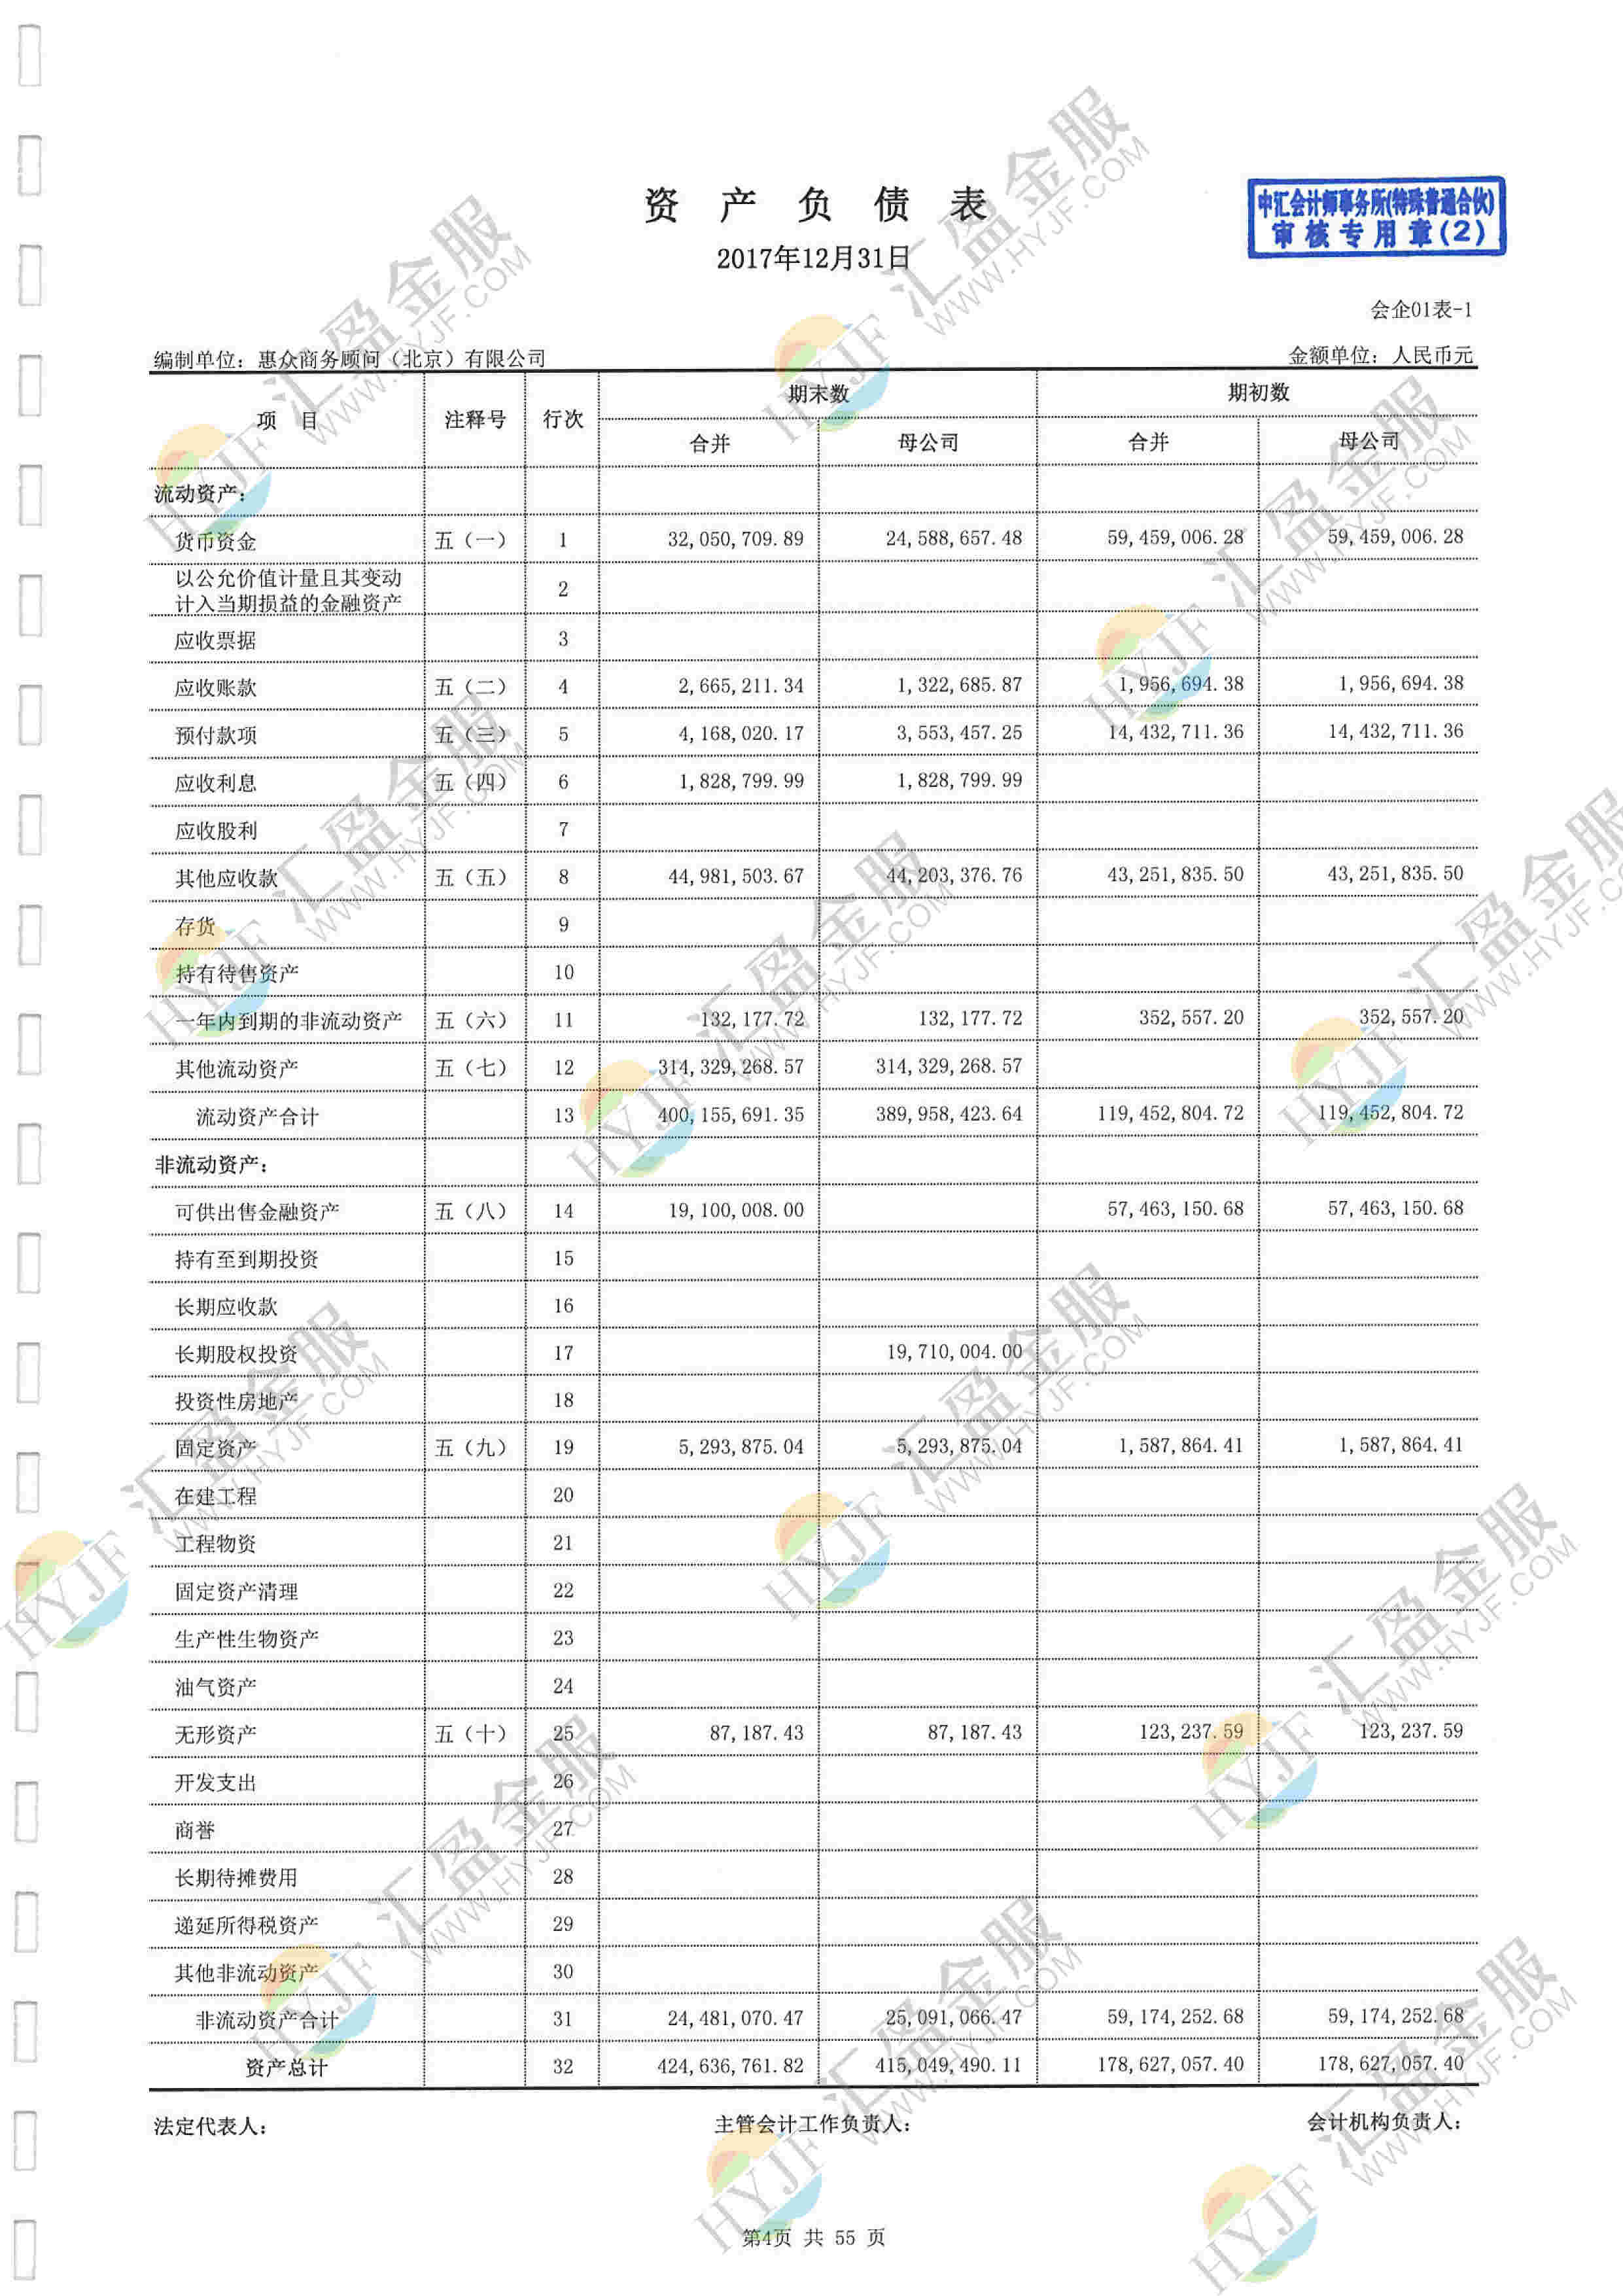 资产负债表
2017年12月31日
中汇会计师事务所(特殊普通合伙)
审核专用章(2)
会企01表-1
编制单位：惠众商务顾问（北京）有限公司 金额单位：人民币元
项 目 注释号 行次 期末数 期初数
合并 母公司 合并 母公司
流动资产：
货币资金 五（一） 1 32,050,709.89 24,588,657.48 59,459,006.28 59,459,006.28
以公允价值计量且其变动
计入当期损益的金融资产 2
应收票据 3
应收账款 五（二） 4 2,665,211.34 1,322,685.87 1,956,694.38 1,956,694.38
预付款项 五（三） 5 4,168,020.17 3,553,457.25 14,432,711.36 14,432,711.36
应收利息 五（四） 6 1,828,799.99 1,828,799.99
应收股利 7
其他应收款 五（五） 8 44,981,503.67 44,203,376.76 43,251,835.50 43,251,835.50
存货 9
持有待售资产 10
一年内到期的非流动资产 五（六） 11 132,177.72 132,177.72 352,557.20 352,557.20
其他流动资产 五（七） 12 314,329,268.57 314,329,268.57
流动资产合计 13 400,155,691.35 389,958,423.64 119,452,804.72 119,452,804.72
非流动资产：
可供出售金融资产 五（八） 14 19,100,008.00 57,463,150.68 57,463,150.68
持有至到期投资 15
长期应收款 16
长期股权投资 17 19,710,004.00
投资性房地产 18
固定资产 五（九） 19 5,293,875.04 5,293,875.04 1,587,864.41 1,587,864.41
在建工程 20
工程物资 21
固定资产清理 22
生产性生物资产 23
油气资产 24
无形资产 五（十） 25 87,187.43 87,187.43 123,237.59 123,237.59
开发支出 26
商誉 27
长期待摊费用 28
递延所得税资产 29
其他非流动资产 30
非流动资产合计 31 24,481,070.47 25,091,066.47 59,174,252.68 59,174,252.68
资产总计 32 424,636,761.82 415,049,490.11 178,627,057.40 178,627,057.40
法定代表人： 主管会计工作负责人： 会计机构负责人：
第4页 共 55 页
HYJF 汇盈金服
WWW.HYJF.COM